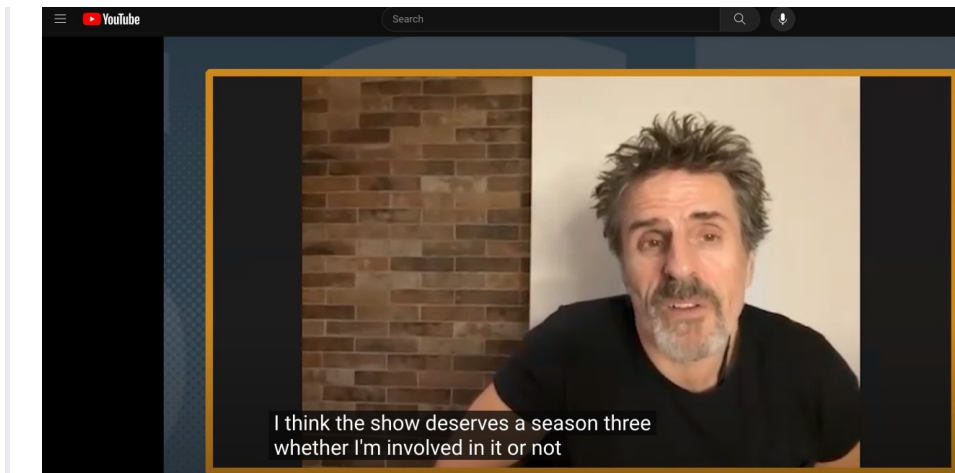 YouTube
Search
I think the show deserves a season three
whether I'm involved in it or not